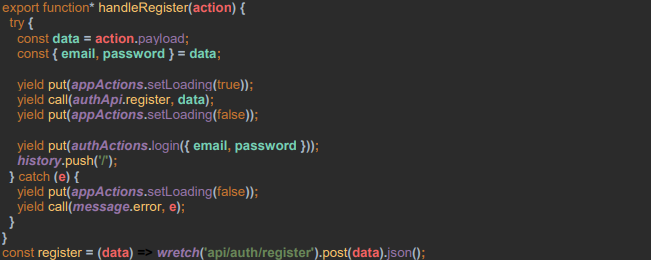 export function* handleRegister(action) {
try {
const data = action.payload;
const { email, password } = data;
yield put(appActions.setLoading(true));
yield call(authApi.register, data);
yield put(appActions.setLoading(false));
yield put(authActions.login({ email, password }));
history.push('/');
} catch (e) {
yield put(appActions.setLoading(false));
yield call(message.error, e);
}
}
const register = (data) => wretch('api/auth/register').post(data).json();